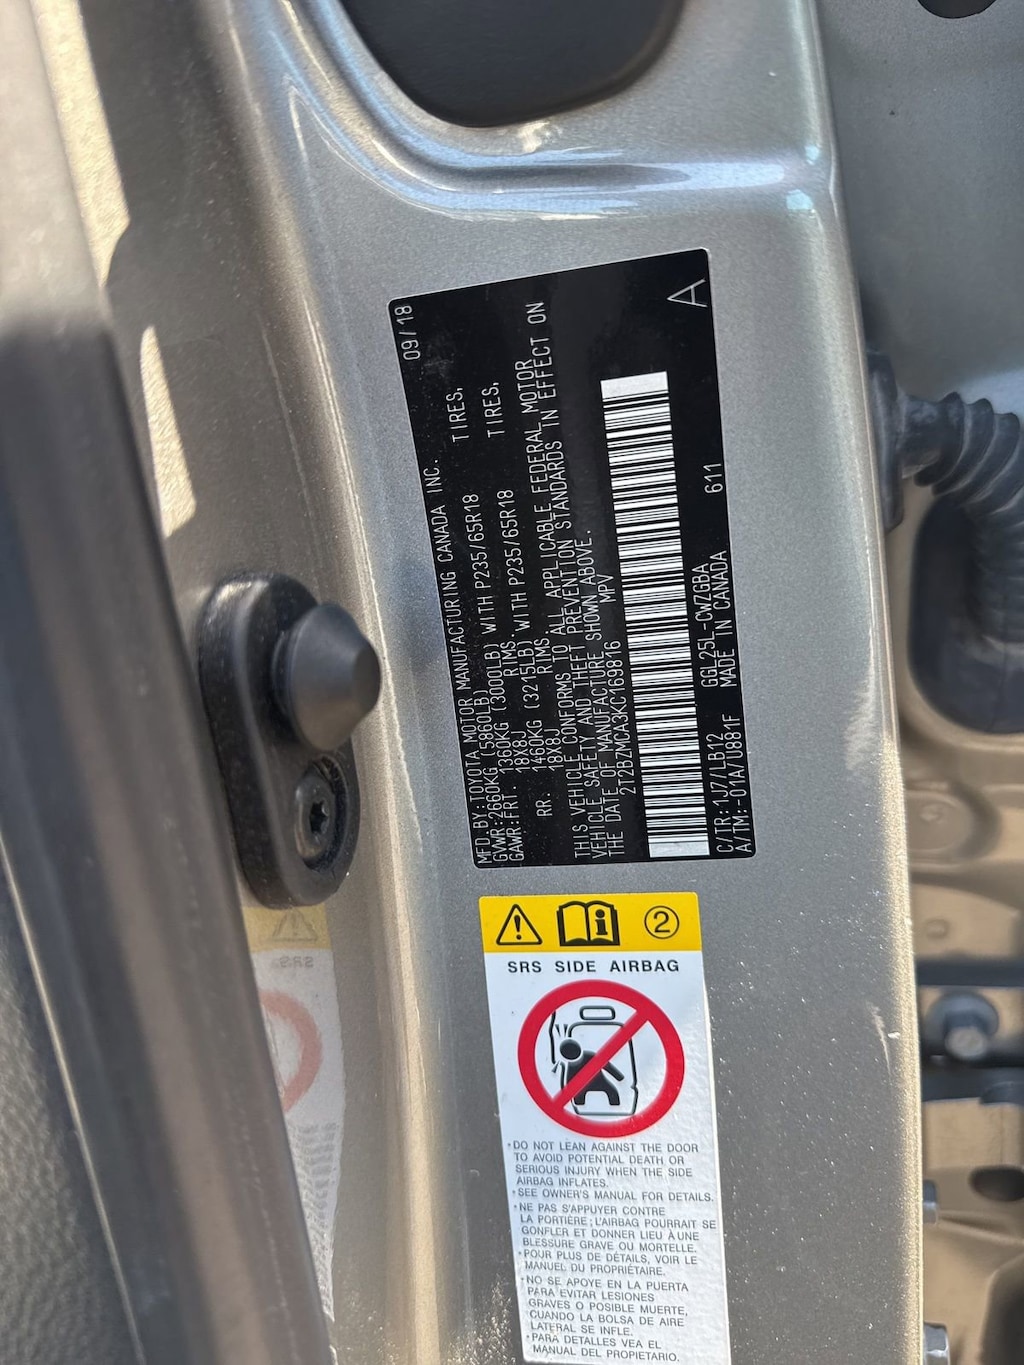 MFD.BY:TOYOTA MOTOR MANUFACTURING CANADA INC. 09/18
GVWR:2660KG (5860LB)
GAWR:FRT. 1360KG (3000LB) WITH P235/65R18 TIRES,
18X8J RIMS.
RR. 1460KG (3215LB) WITH P235/65R18 TIRES,
18X8J RIMS.
THIS VEHICLE CONFORMS TO ALL APPLICABLE FEDERAL MOTOR
VEHICLE SAFETY AND THEFT PREVENTION STANDARDS IN EFFECT ON
THE DATE OF MANUFACTURE SHOWN ABOVE.
2T2BZMCA3KC169816 MPV
C/TR:1J7/LB12 GGL25L-CWZGBA 611 A
A/TM:-01A/U881F MADE IN CANADA
2
SRS SIDE AIRBAG
•DO NOT LEAN AGAINST THE DOOR
TO AVOID POTENTIAL DEATH OR
SERIOUS INJURY WHEN THE SIDE
AIRBAG INFLATES.
•SEE OWNER'S MANUAL FOR DETAILS.
•NE PAS S'APPUYER CONTRE
LA PORTIÈRE; L'AIRBAG POURRAIT SE
GONFLER ET DONNER LIEU À UNE
BLESSURE GRAVE OU MORTELLE.
•POUR PLUS DE DÉTAILS, VOIR LE
MANUEL DU PROPRIÉTAIRE.
•NO SE APOYE EN LA PUERTA
PARA EVITAR LESIONES
GRAVES O POSIBLE MUERTE,
CUANDO LA BOLSA DE AIRE
LATERAL SE INFLE.
•PARA DETALLES VEA EL
MANUAL DEL PROPIETARIO.
SRS